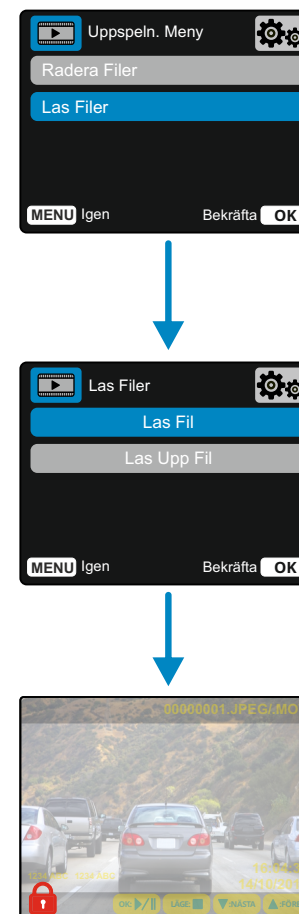 Uppspeln. Meny
Radera Filer
Las Filer
MENU Igen Bekräfta OK
Las Filer
Las Fil
Las Upp Fil
MENU Igen Bekräfta OK
00000001.JPEG/.MO
OK: LÄGE: :NÄSTA